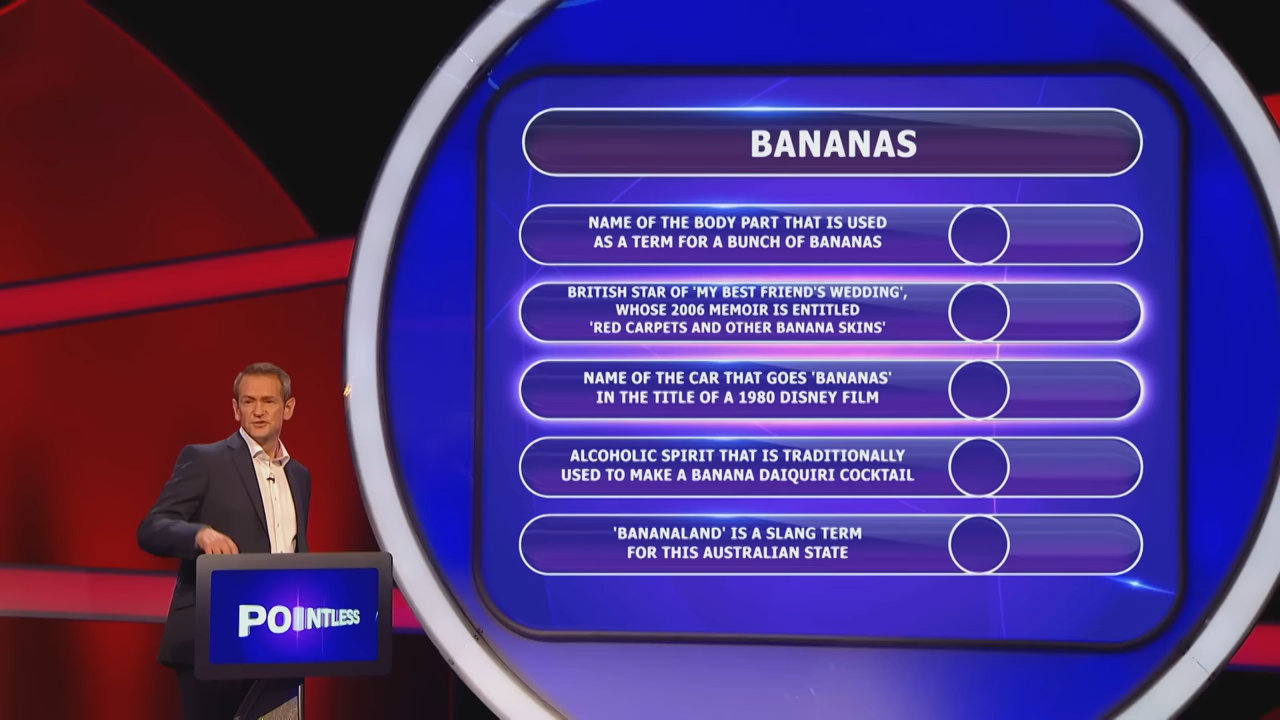 BANANAS
NAME OF THE BODY PART THAT IS USED
AS A TERM FOR A BUNCH OF BANANAS
BRITISH STAR OF 'MY BEST FRIEND'S WEDDING',
WHOSE 2006 MEMOIR IS ENTITLED
'RED CARPETS AND OTHER BANANA SKINS'
NAME OF THE CAR THAT GOES 'BANANAS'
IN THE TITLE OF A 1980 DISNEY FILM
ALCOHOLIC SPIRIT THAT IS TRADITIONALLY
USED TO MAKE A BANANA DAIQUIRI COCKTAIL
'BANANALAND' IS A SLANG TERM
FOR THIS AUSTRALIAN STATE
POINTLESS